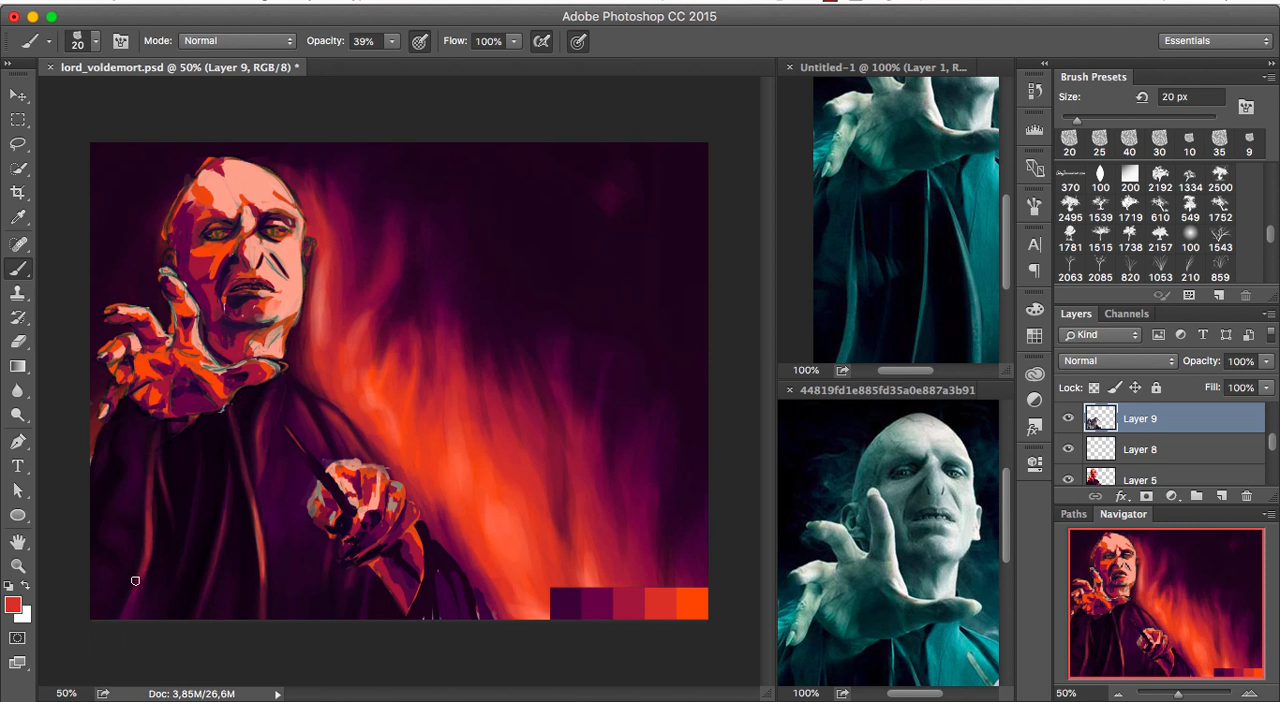 Adobe Photoshop CC 2015
20 Mode: Normal Opacity: 39% Flow: 100% Essentials
× lord_voldemort.psd @ 50% (Layer 9, RGB/8) *
× Untitled-1 @ 100% (Layer 1, R...
Brush Presets
Size: 20 px
20 25 40 30 10 35 9
370 100 200 2192 1334 2500
2495 1539 1719 610 549 1752
1781 1515 1738 2157 100 1543
2063 2085 820 1053 210 859
Layers Channels
Kind
Normal Opacity: 100%
Lock: Fill: 100%
Layer 9
Layer 8
Layer 5
fx
Paths Navigator
50%
100%
× 44819fd1e885fd35a0e887a3b91
100%
50% Doc: 3,85M/26,6M